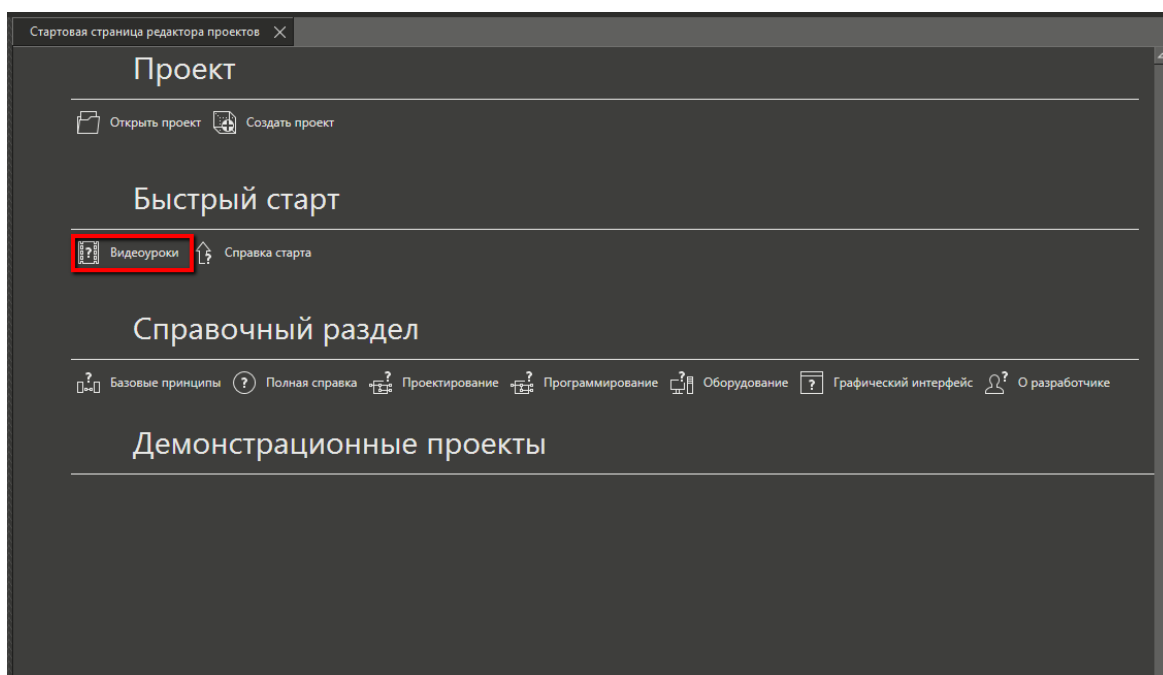 Стартовая страница редактора проектов
Проект
Открыть проект Создать проект
Быстрый старт
Видеоуроки Справка старта
Справочный раздел
Базовые принципы Полная справка Проектирование Программирование Оборудование Графический интерфейс О разработчике
Демонстрационные проекты